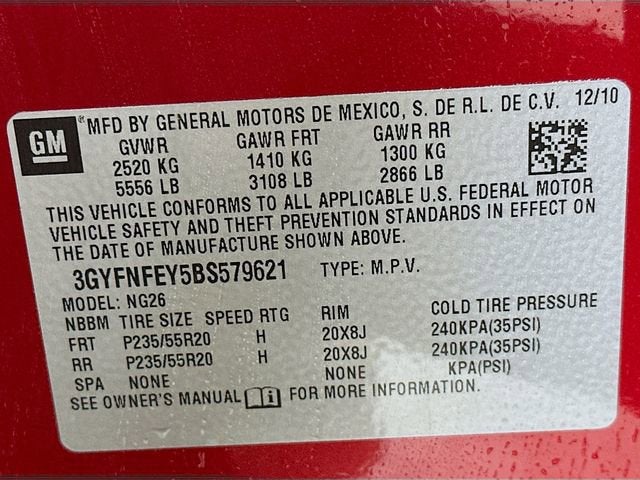 GM ® MFD BY GENERAL MOTORS DE MEXICO, S. DE R.L. DE C.V. 12/10
GVWR GAWR FRT GAWR RR
2520 KG 1410 KG 1300 KG
5556 LB 3108 LB 2866 LB
THIS VEHICLE CONFORMS TO ALL APPLICABLE U.S. FEDERAL MOTOR
VEHICLE SAFETY AND THEFT PREVENTION STANDARDS IN EFFECT ON
THE DATE OF MANUFACTURE SHOWN ABOVE.
3GYFNFEY5BS579621 TYPE: M.P.V.
MODEL: NG26
NBBM TIRE SIZE SPEED RTG RIM COLD TIRE PRESSURE
FRT P235/55R20 H 20X8J 240KPA(35PSI)
RR P235/55R20 H 20X8J 240KPA(35PSI)
SPA NONE NONE KPA(PSI)
SEE OWNER'S MANUAL FOR MORE INFORMATION.